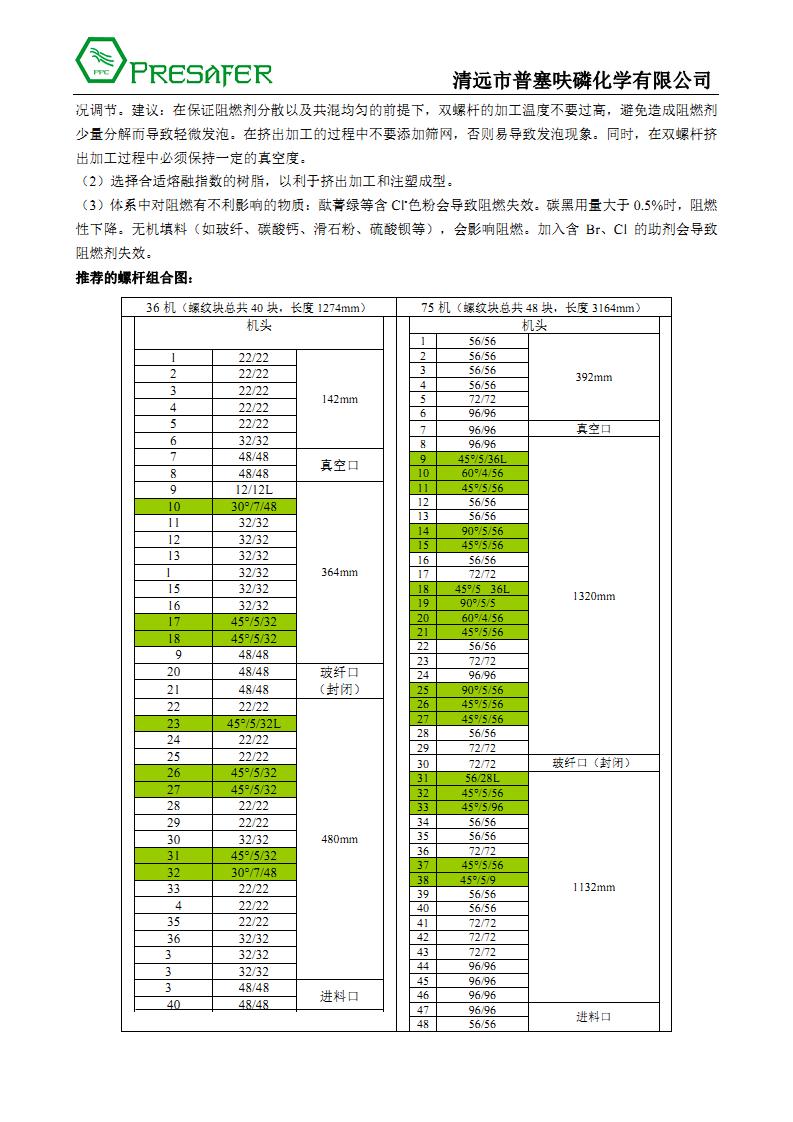 PPC
PRESAFER
清远市普塞呋磷化学有限公司
况调节。建议：在保证阻燃剂分散以及共混均匀的前提下，双螺杆的加工温度不要过高，避免造成阻燃剂
少量分解而导致轻微发泡。在挤出加工的过程中不要添加筛网，否则易导致发泡现象。同时，在双螺杆挤
出加工过程中必须保持一定的真空度。
（2）选择合适熔融指数的树脂，以利于挤出加工和注塑成型。
（3）体系中对阻燃有不利影响的物质：酞菁绿等含 Cl⁻色粉会导致阻燃失效。碳黑用量大于 0.5%时，阻燃
性下降。无机填料（如玻纤、碳酸钙、滑石粉、硫酸钡等），会影响阻燃。加入含 Br、Cl 的助剂会导致
阻燃剂失效。
推荐的螺杆组合图：
36 机（螺纹块总共 40 块，长度 1274mm）
机头
1 22/22
2 22/22
3 22/22
4 22/22
5 22/22
6 32/32
142mm
7 48/48
8 48/48
真空口
9 12/12L
10 30°/7/48
11 32/32
12 32/32
13 32/32
1 32/32
15 32/32
16 32/32
17 45°/5/32
18 45°/5/32
9 48/48
364mm
20 48/48
21 48/48
玻纤口
（封闭）
22 22/22
23 45°/5/32L
24 22/22
25 22/22
26 45°/5/32
27 45°/5/32
28 22/22
29 22/22
30 32/32
31 45°/5/32
32 30°/7/48
33 22/22
4 22/22
35 22/22
36 32/32
3 32/32
3 32/32
480mm
3 48/48
40 48/48
进料口
75 机（螺纹块总共 48 块，长度 3164mm）
机头
1 56/56
2 56/56
3 56/56
4 56/56
5 72/72
6 96/96
392mm
7 96/96 真空口
8 96/96
9 45°/5/36L
10 60°/4/56
11 45°/5/56
12 56/56
13 56/56
14 90°/5/56
15 45°/5/56
16 56/56
17 72/72
18 45°/5 36L
19 90°/5/5
20 60°/4/56
21 45°/5/56
22 56/56
23 72/72
24 96/96
25 90°/5/56
26 45°/5/56
27 45°/5/56
28 56/56
29 72/72
1320mm
30 72/72 玻纤口（封闭）
31 56/28L
32 45°/5/56
33 45°/5/96
34 56/56
35 56/56
36 72/72
37 45°/5/56
38 45°/5/9
39 56/56
40 56/56
41 72/72
42 72/72
43 72/72
44 96/96
45 96/96
46 96/96
1132mm
47 96/96
48 56/56
进料口